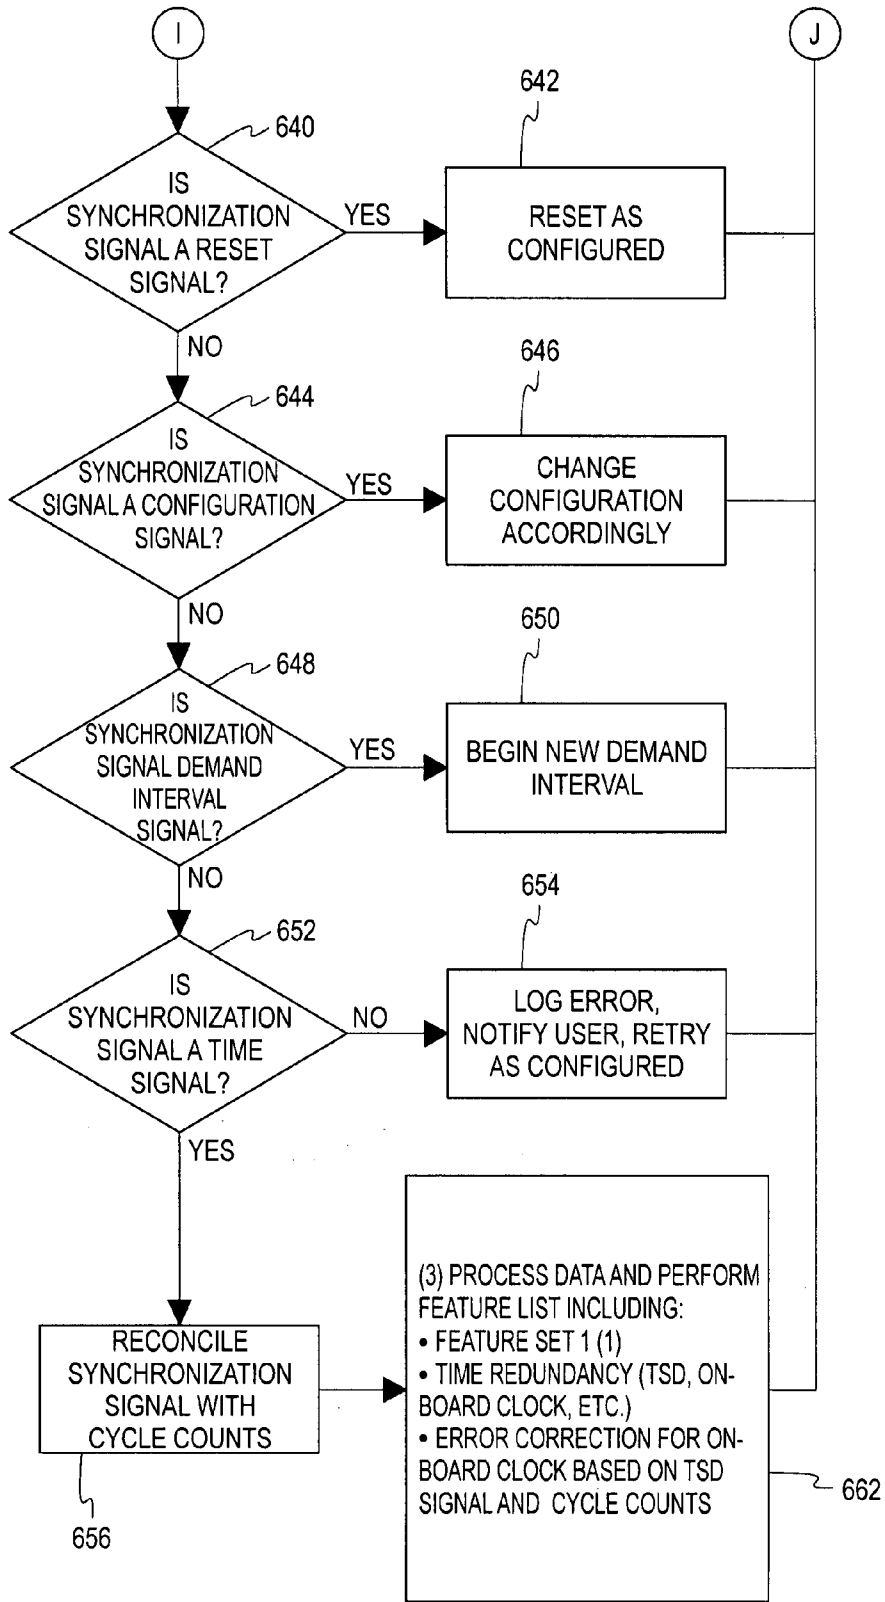 I
J
640
642
IS
SYNCHRONIZATION
SIGNAL A RESET
SIGNAL?
YES
RESET AS
CONFIGURED
NO
644
646
IS
SYNCHRONIZATION
SIGNAL A CONFIGURATION
SIGNAL?
YES
CHANGE
CONFIGURATION
ACCORDINGLY
NO
648
650
IS
SYNCHRONIZATION
SIGNAL DEMAND
INTERVAL
SIGNAL?
YES
BEGIN NEW DEMAND
INTERVAL
NO
652
654
IS
SYNCHRONIZATION
SIGNAL A TIME
SIGNAL?
NO
LOG ERROR,
NOTIFY USER, RETRY
AS CONFIGURED
YES
RECONCILE
SYNCHRONIZATION
SIGNAL WITH
CYCLE COUNTS
656
(3) PROCESS DATA AND PERFORM
FEATURE LIST INCLUDING:
• FEATURE SET 1 (1)
• TIME REDUNDANCY (TSD, ON-
BOARD CLOCK, ETC.)
• ERROR CORRECTION FOR ON-
BOARD CLOCK BASED ON TSD
SIGNAL AND CYCLE COUNTS
662